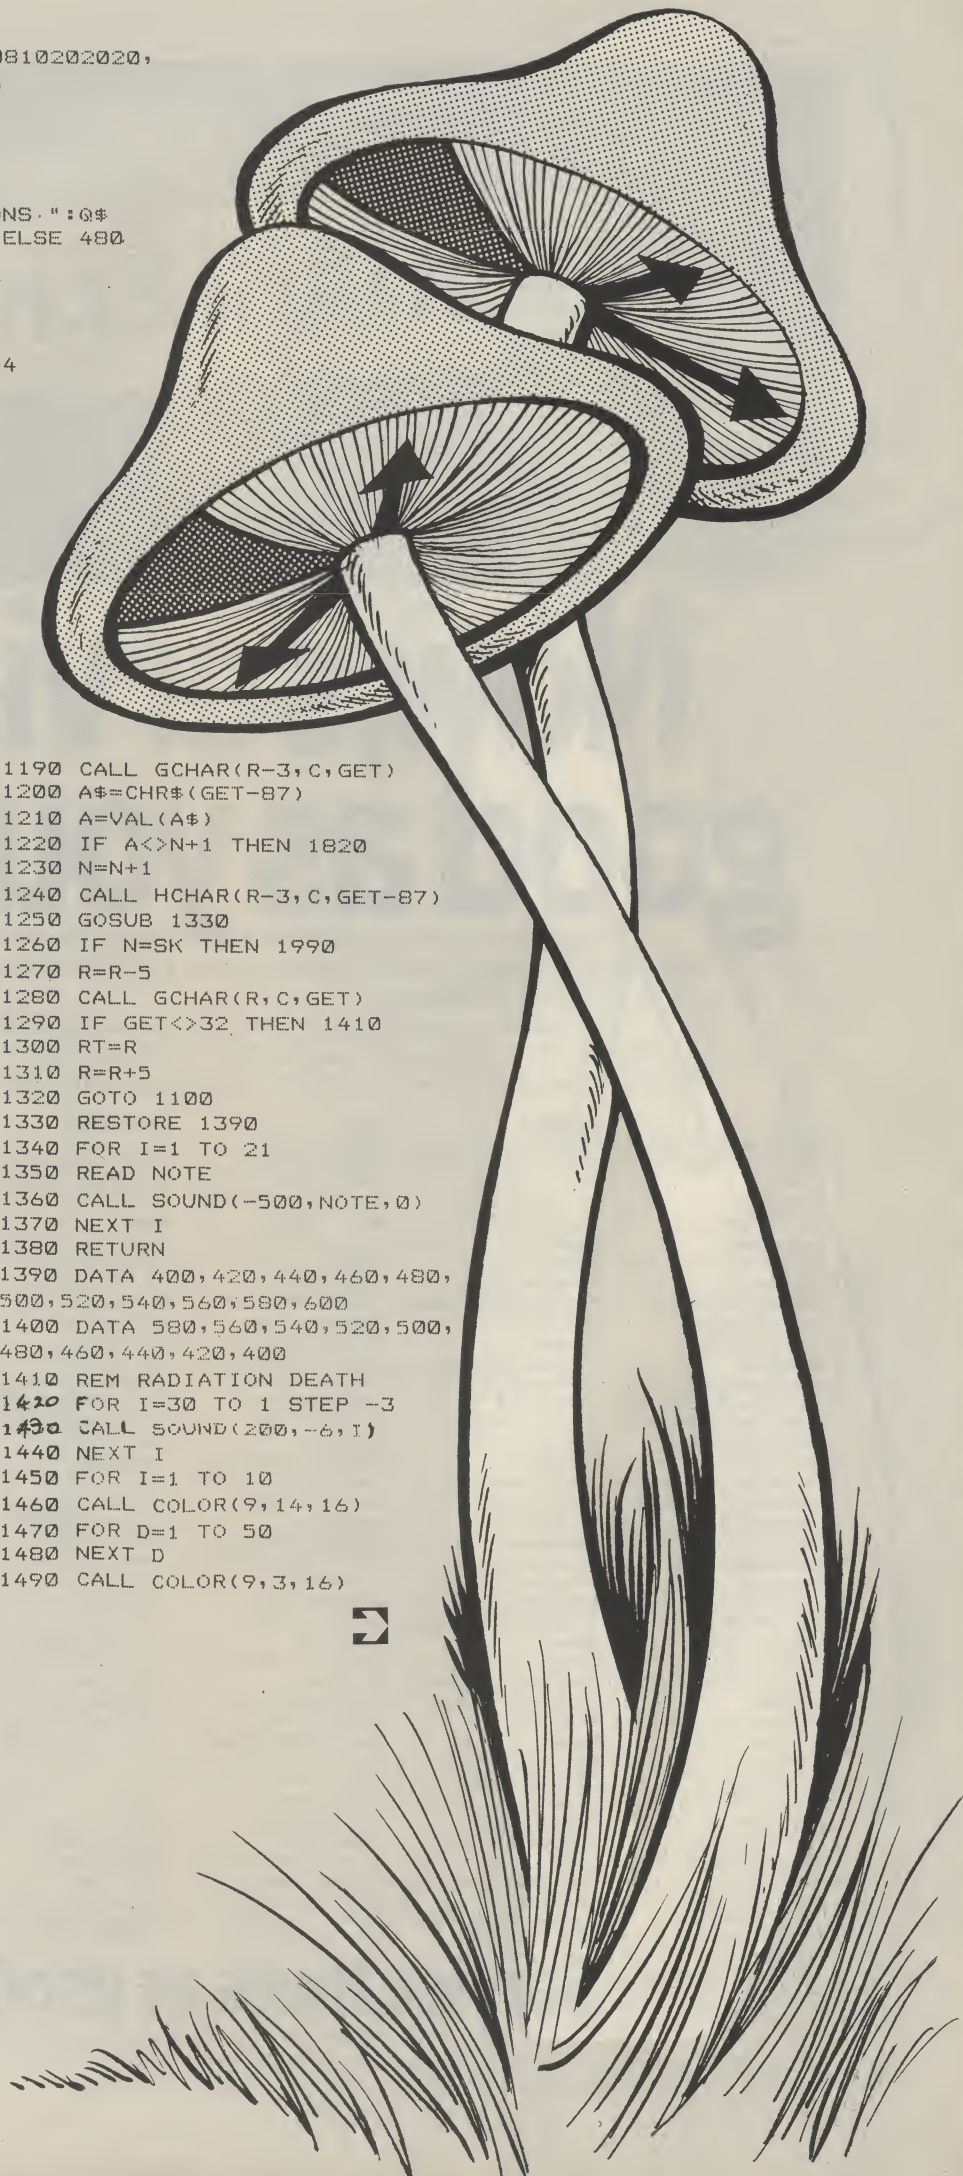 0810202020,
NS.":Q$
ELSE 480
4
1190 CALL GCHAR(R-3,C,GET)
1200 A$=CHR$(GET-87)
1210 A=VAL(A$)
1220 IF A<>N+1 THEN 1820
1230 N=N+1
1240 CALL HCHAR(R-3,C,GET-87)
1250 GOSUB 1330
1260 IF N=SK THEN 1990
1270 R=R-5
1280 CALL GCHAR(R,C,GET)
1290 IF GET<>32 THEN 1410
1300 RT=R
1310 R=R+5
1320 GOTO 1100
1330 RESTORE 1390
1340 FOR I=1 TO 21
1350 READ NOTE
1360 CALL SOUND(-500,NOTE,0)
1370 NEXT I
1380 RETURN
1390 DATA 400,420,440,460,480,
500,520,540,560,580,600
1400 DATA 580,560,540,520,500,
480,460,440,420,400
1410 REM RADIATION DEATH
1420 FOR I=30 TO 1 STEP -3
1430 CALL SOUND(200,-6,I)
1440 NEXT I
1450 FOR I=1 TO 10
1460 CALL COLOR(9,14,16)
1470 FOR D=1 TO 50
1480 NEXT D
1490 CALL COLOR(9,3,16)